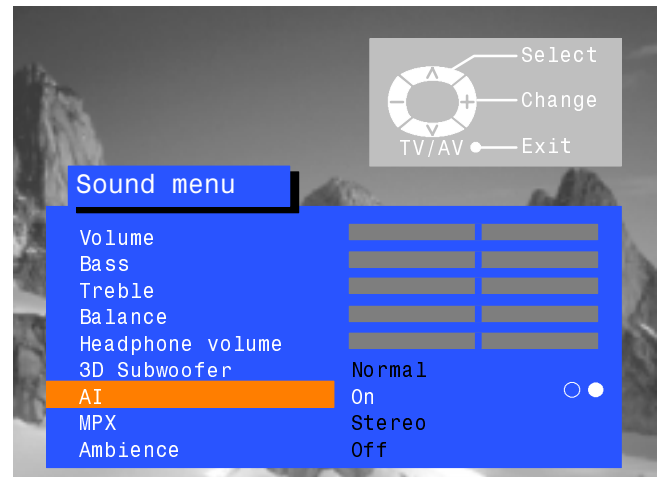 Select
Change
TV/AV Exit
Sound menu
Volume
Bass
Treble
Balance
Headphone volume
3D Subwoofer Normal
AI On
MPX Stereo
Ambience Off